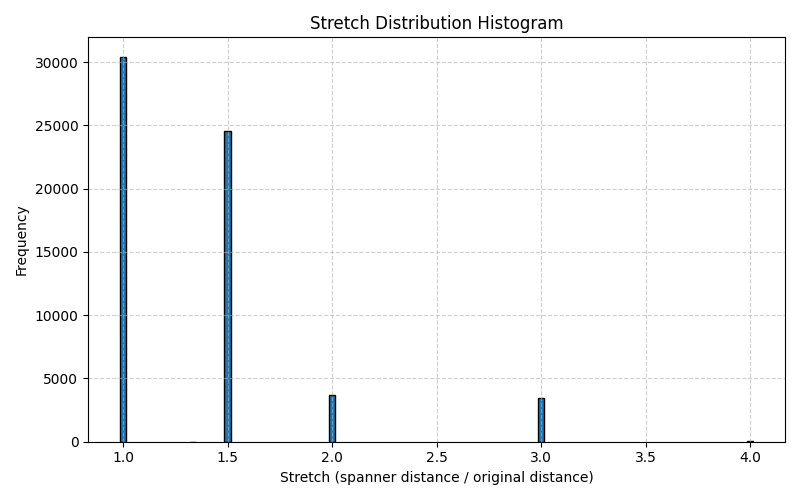 Stretch Distribution Histogram
Frequency
30000
25000
20000
15000
10000
5000
0
1.0 1.5 2.0 2.5 3.0 3.5 4.0
Stretch (spanner distance / original distance)